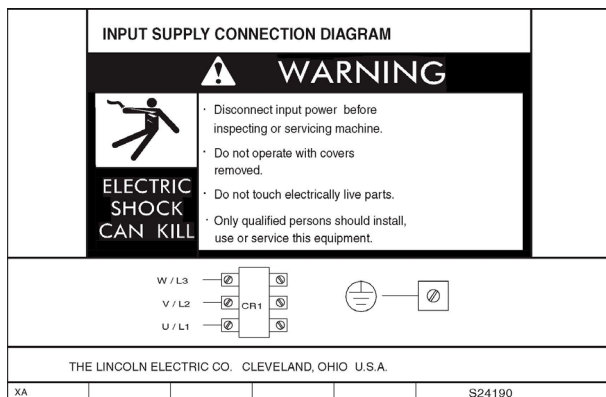 INPUT SUPPLY CONNECTION DIAGRAM
WARNING
ELECTRIC
SHOCK
CAN KILL
· Disconnect input power before
inspecting or servicing machine.
· Do not operate with covers
removed.
· Do not touch electrically live parts.
· Only qualified persons should install,
use or service this equipment.
W / L3
V / L2
U / L1
CR1
THE LINCOLN ELECTRIC CO. CLEVELAND, OHIO U.S.A.
XA
S24190